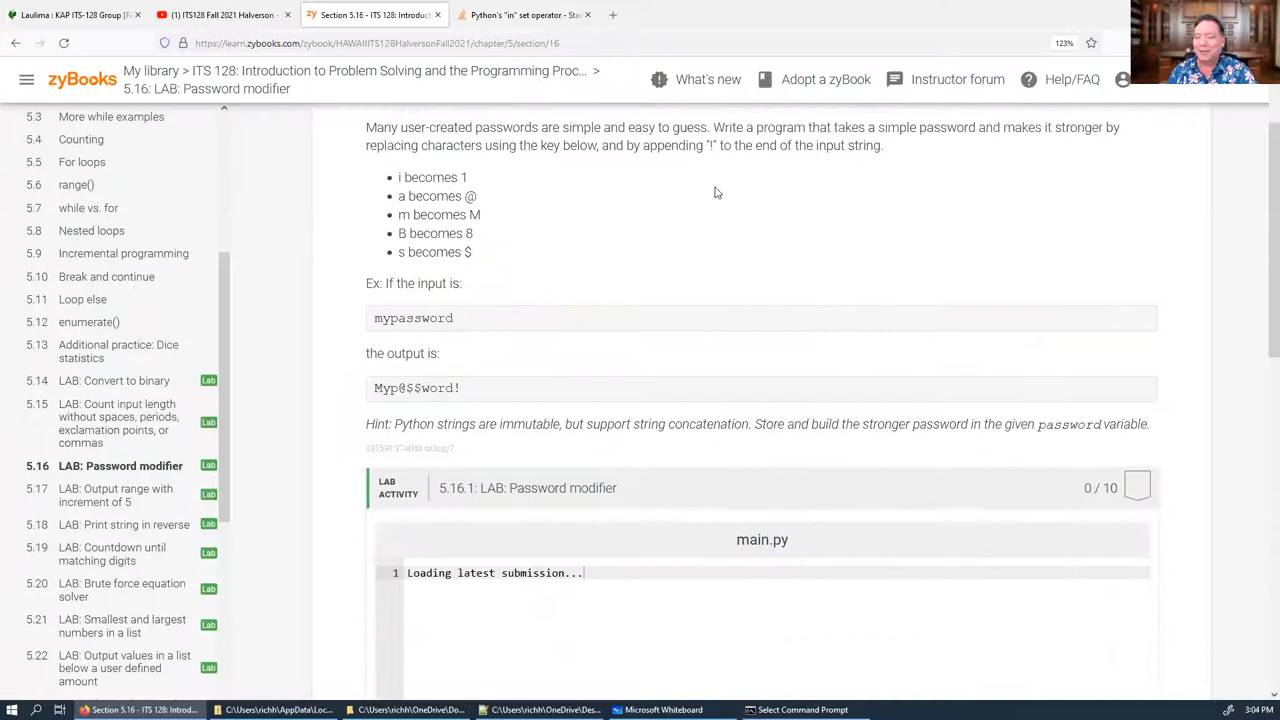 Laulima : KAP ITS-128 Group [F
(1) ITS128 Fall 2021 Halverson -
Section 5.16 - ITS 128: Introduct
Python's "in" set operator - Sta
https://learn.zybooks.com/zybook/HAWAIIITS128HalversonFall2021/chapter/5/section/16
123%
zyBooks
My library > ITS 128: Introduction to Problem Solving and the Programming Proc... >
5.16: LAB: Password modifier
What's new
Adopt a zyBook
Instructor forum
Help/FAQ
5.3 More while examples
5.4 Counting
5.5 For loops
5.6 range()
5.7 while vs. for
5.8 Nested loops
5.9 Incremental programming
5.10 Break and continue
5.11 Loop else
5.12 enumerate()
5.13 Additional practice: Dice
statistics
5.14 LAB: Convert to binary Lab
5.15 LAB: Count input length
without spaces, periods,
exclamation points, or Lab
commas
5.16 LAB: Password modifier Lab
5.17 LAB: Output range with
increment of 5 Lab
5.18 LAB: Print string in reverse Lab
5.19 LAB: Countdown until
matching digits Lab
5.20 LAB: Brute force equation
solver Lab
5.21 LAB: Smallest and largest
numbers in a list Lab
5.22 LAB: Output values in a list
below a user defined Lab
amount
Many user-created passwords are simple and easy to guess. Write a program that takes a simple password and makes it stronger by
replacing characters using the key below, and by appending "!" to the end of the input string.
• i becomes 1
• a becomes @
• m becomes M
• B becomes 8
• s becomes $
Ex: If the input is:
mypassword
the output is:
Myp@$$word!
Hint: Python strings are immutable, but support string concatenation. Store and build the stronger password in the given password variable.
331598.974080.qx3zqy7
LAB
ACTIVITY
5.16.1: LAB: Password modifier
0 / 10
main.py
1 Loading latest submission...
Section 5.16 - ITS 128: Introd...
C:\Users\richh\AppData\Loc...
C:\Users\richh\OneDrive\Do...
C:\Users\richh\OneDrive\Des...
Microsoft Whiteboard
Select Command Prompt
3:04 PM